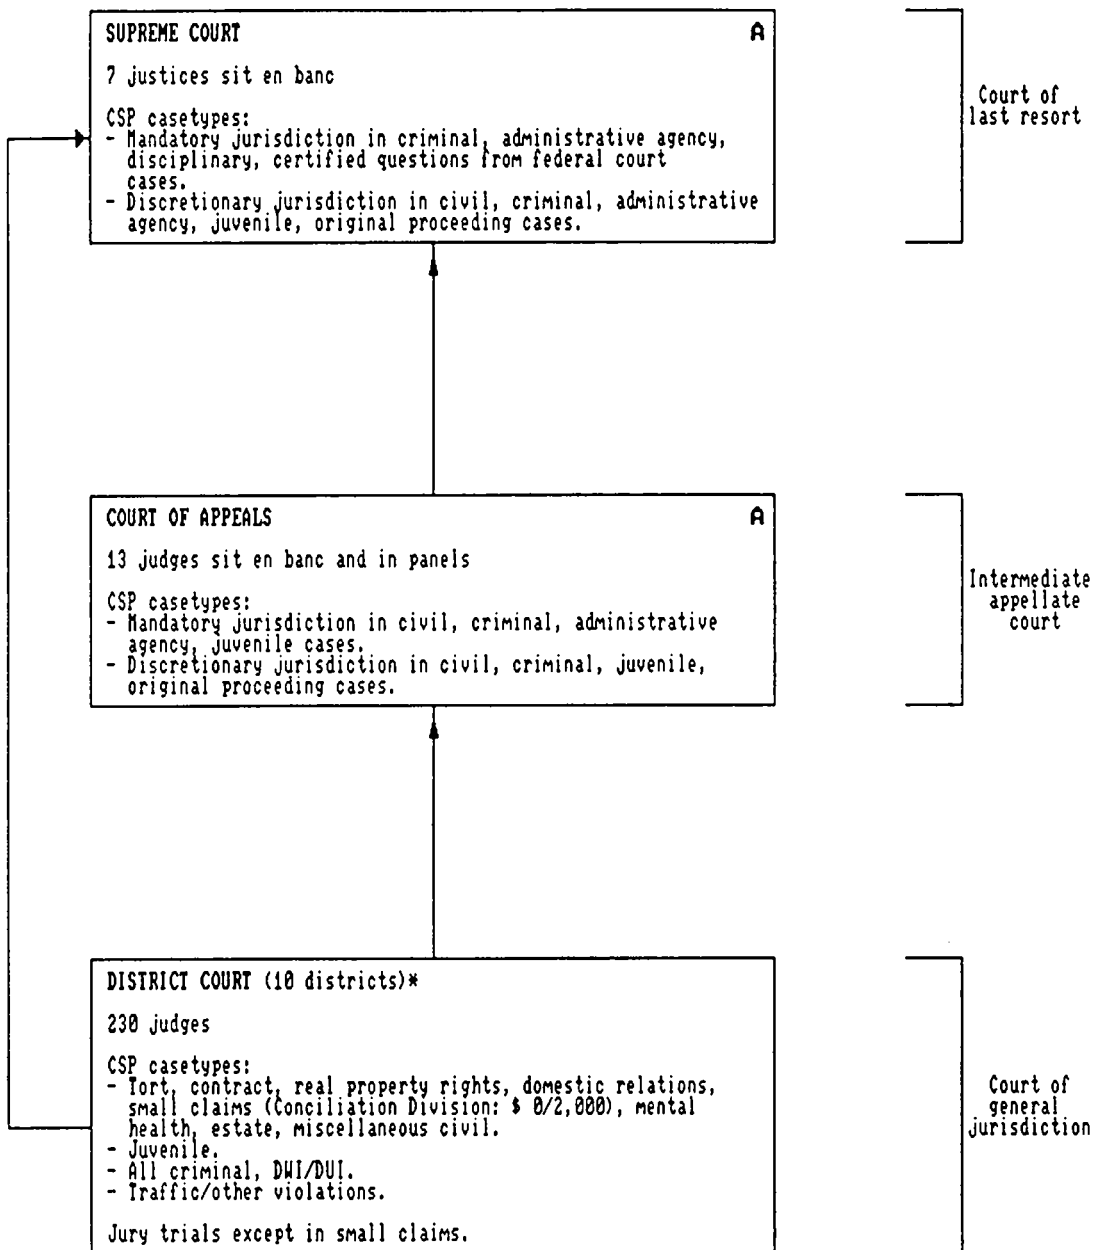 SUPREME COURT A
7 justices sit en banc
CSP casetypes:
- Mandatory jurisdiction in criminal, administrative agency,
disciplinary, certified questions from federal court
cases.
- Discretionary jurisdiction in civil, criminal, administrative
agency, juvenile, original proceeding cases.
Court of
last resort
COURT OF APPEALS A
13 judges sit en banc and in panels
CSP casetypes:
- Mandatory jurisdiction in civil, criminal, administrative
agency, juvenile cases.
- Discretionary jurisdiction in civil, criminal, juvenile,
original proceeding cases.
Intermediate
appellate
court
DISTRICT COURT (10 districts)*
230 judges
CSP casetypes:
- Tort, contract, real property rights, domestic relations,
small claims (Conciliation Division: $ 0/2,000), mental
health, estate, miscellaneous civil.
- Juvenile.
- All criminal, DWI/DUI.
- Traffic/other violations.
Jury trials except in small claims.
Court of
general
jurisdiction